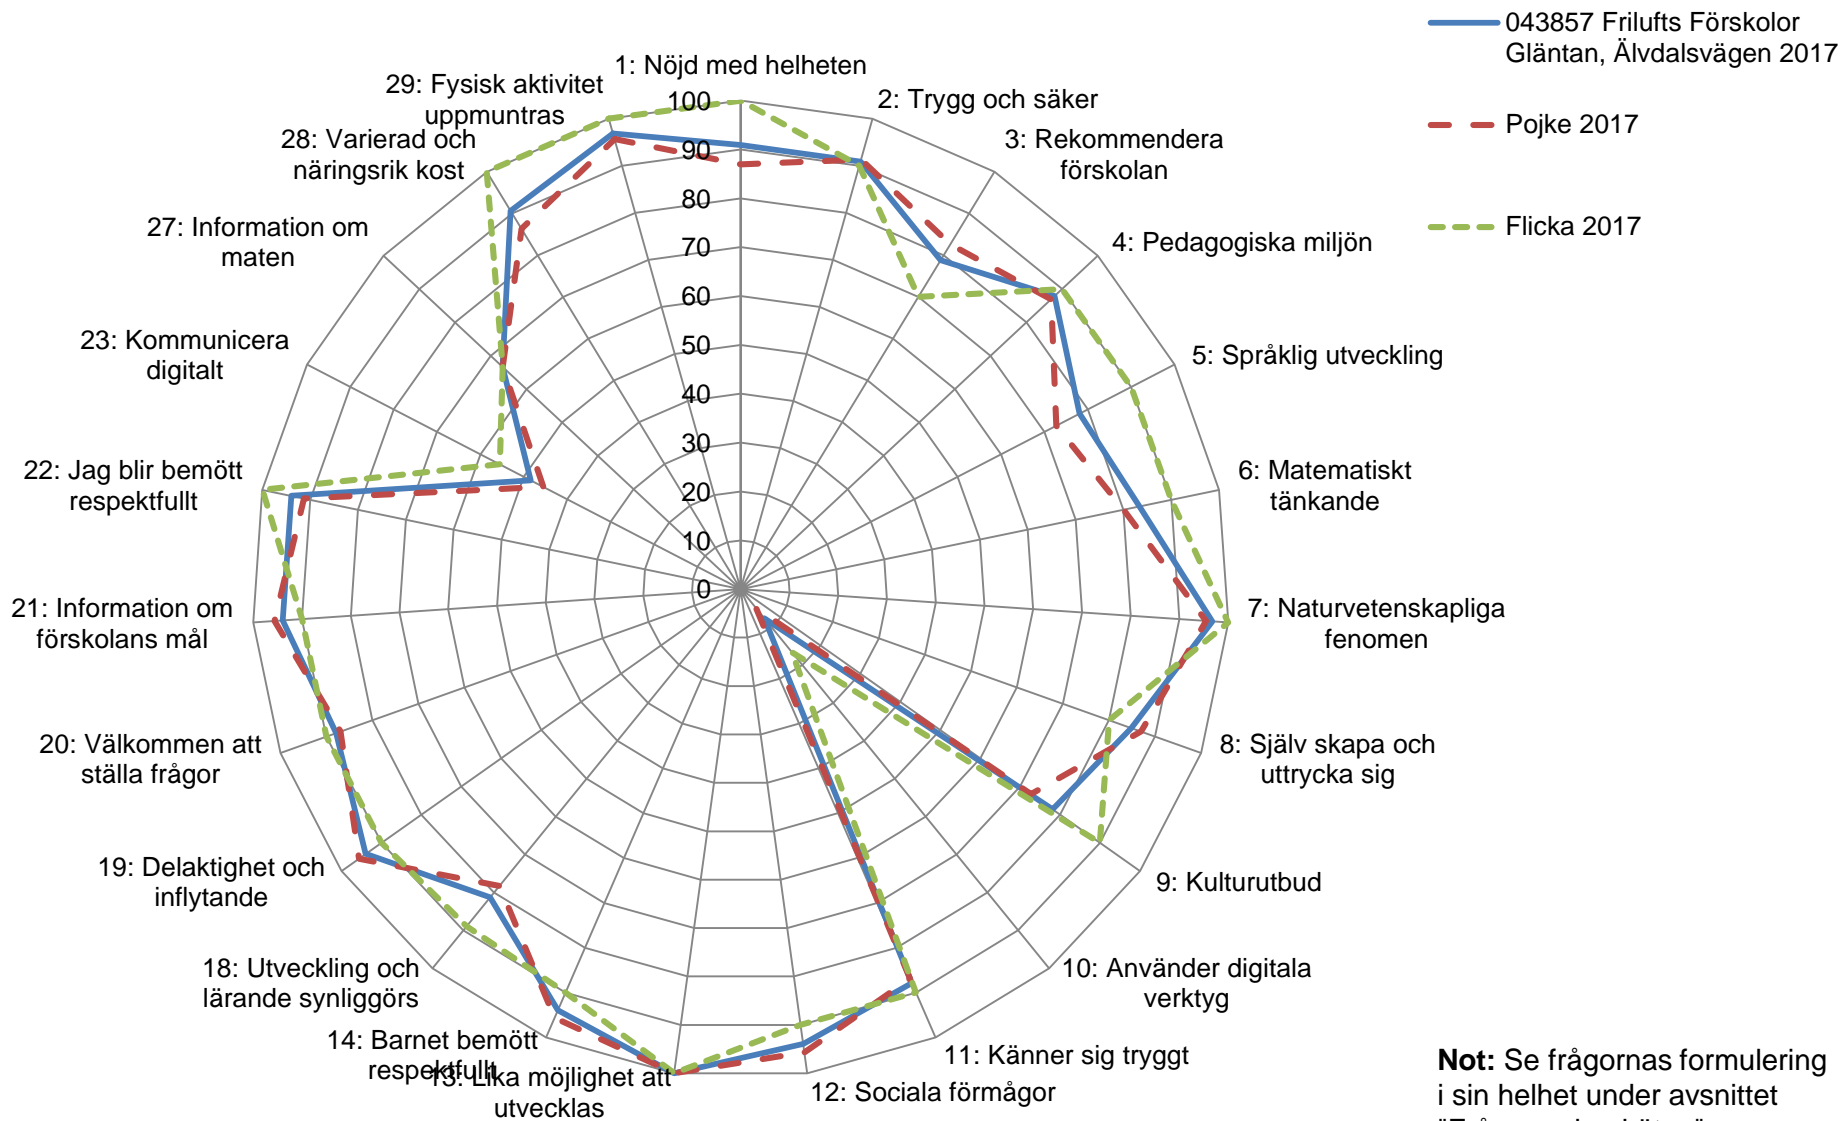 043857 Frilufts Förskolor
Gläntan, Älvdalsvägen 2017
Pojke 2017
Flicka 2017
1: Nöjd med helheten
2: Trygg och säker
3: Rekommendera
förskolan
4: Pedagogiska miljön
5: Språklig utveckling
6: Matematiskt
tänkande
7: Naturvetenskapliga
fenomen
8: Själv skapa och
uttrycka sig
9: Kulturutbud
10: Använder digitala
verktyg
11: Känner sig tryggt
12: Sociala förmågor
13: Lika möjlighet att
utvecklas
14: Barnet bemött
respektfullt
18: Utveckling och
lärande synliggörs
19: Delaktighet och
inflytande
20: Välkommen att
ställa frågor
21: Information om
förskolans mål
22: Jag blir bemött
respektfullt
23: Kommunicera
digitalt
27: Information om
maten
28: Varierad och
näringsrik kost
29: Fysisk aktivitet
uppmuntras
100
90
80
70
60
50
40
30
20
10
0
Not: Se frågornas formulering
i sin helhet under avsnittet